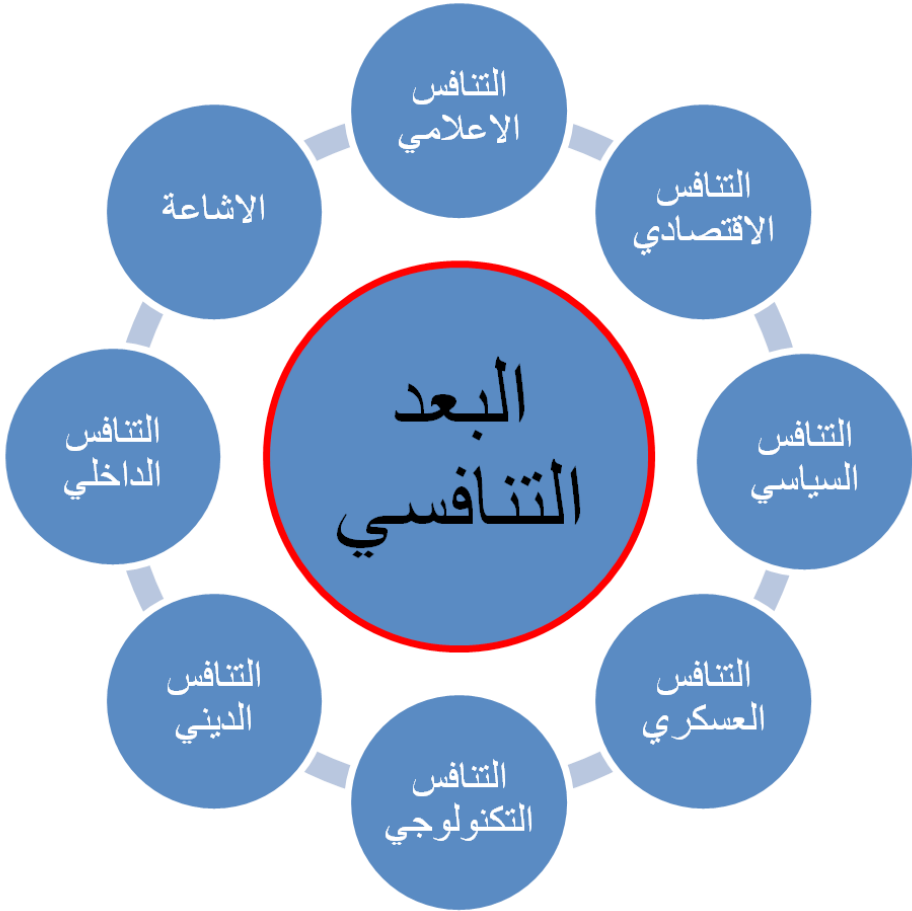 التنافس
الاعلامي
التنافس
الاقتصادي
التنافس
السياسي
التنافس
العسكري
التنافس
التكنولوجي
التنافس
الديني
التنافس
الداخلي
الاشاعة
البعد
التنافسي